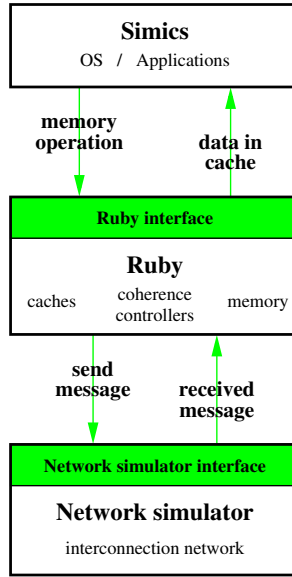 Simics
OS / Applications
memory
operation
data in
cache
Ruby interface
Ruby
caches
coherence
controllers
memory
send
message
received
message
Network simulator interface
Network simulator
interconnection network